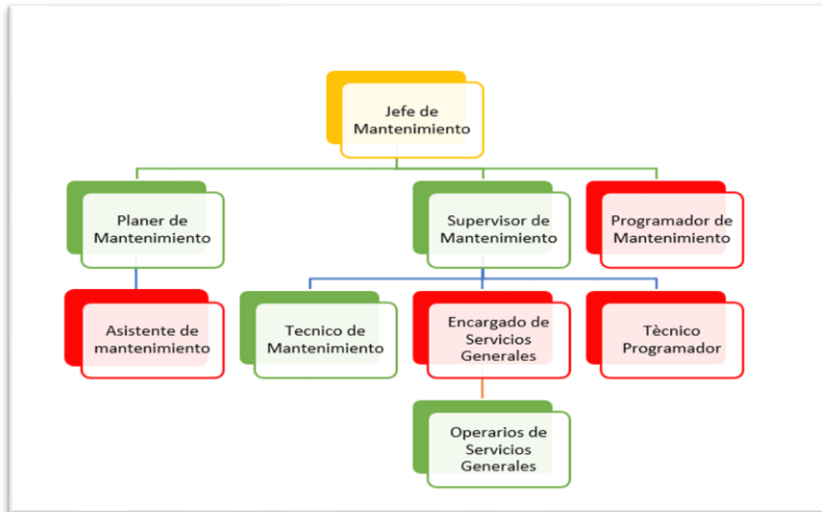 Jefe de
Mantenimiento
Planer de
Mantenimiento
Supervisor de
Mantenimiento
Programador de
Mantenimiento
Asistente de
mantenimiento
Tecnico de
Mantenimiento
Encargado de
Servicios
Generales
Tècnico
Programador
Operarios de
Servicios
Generales